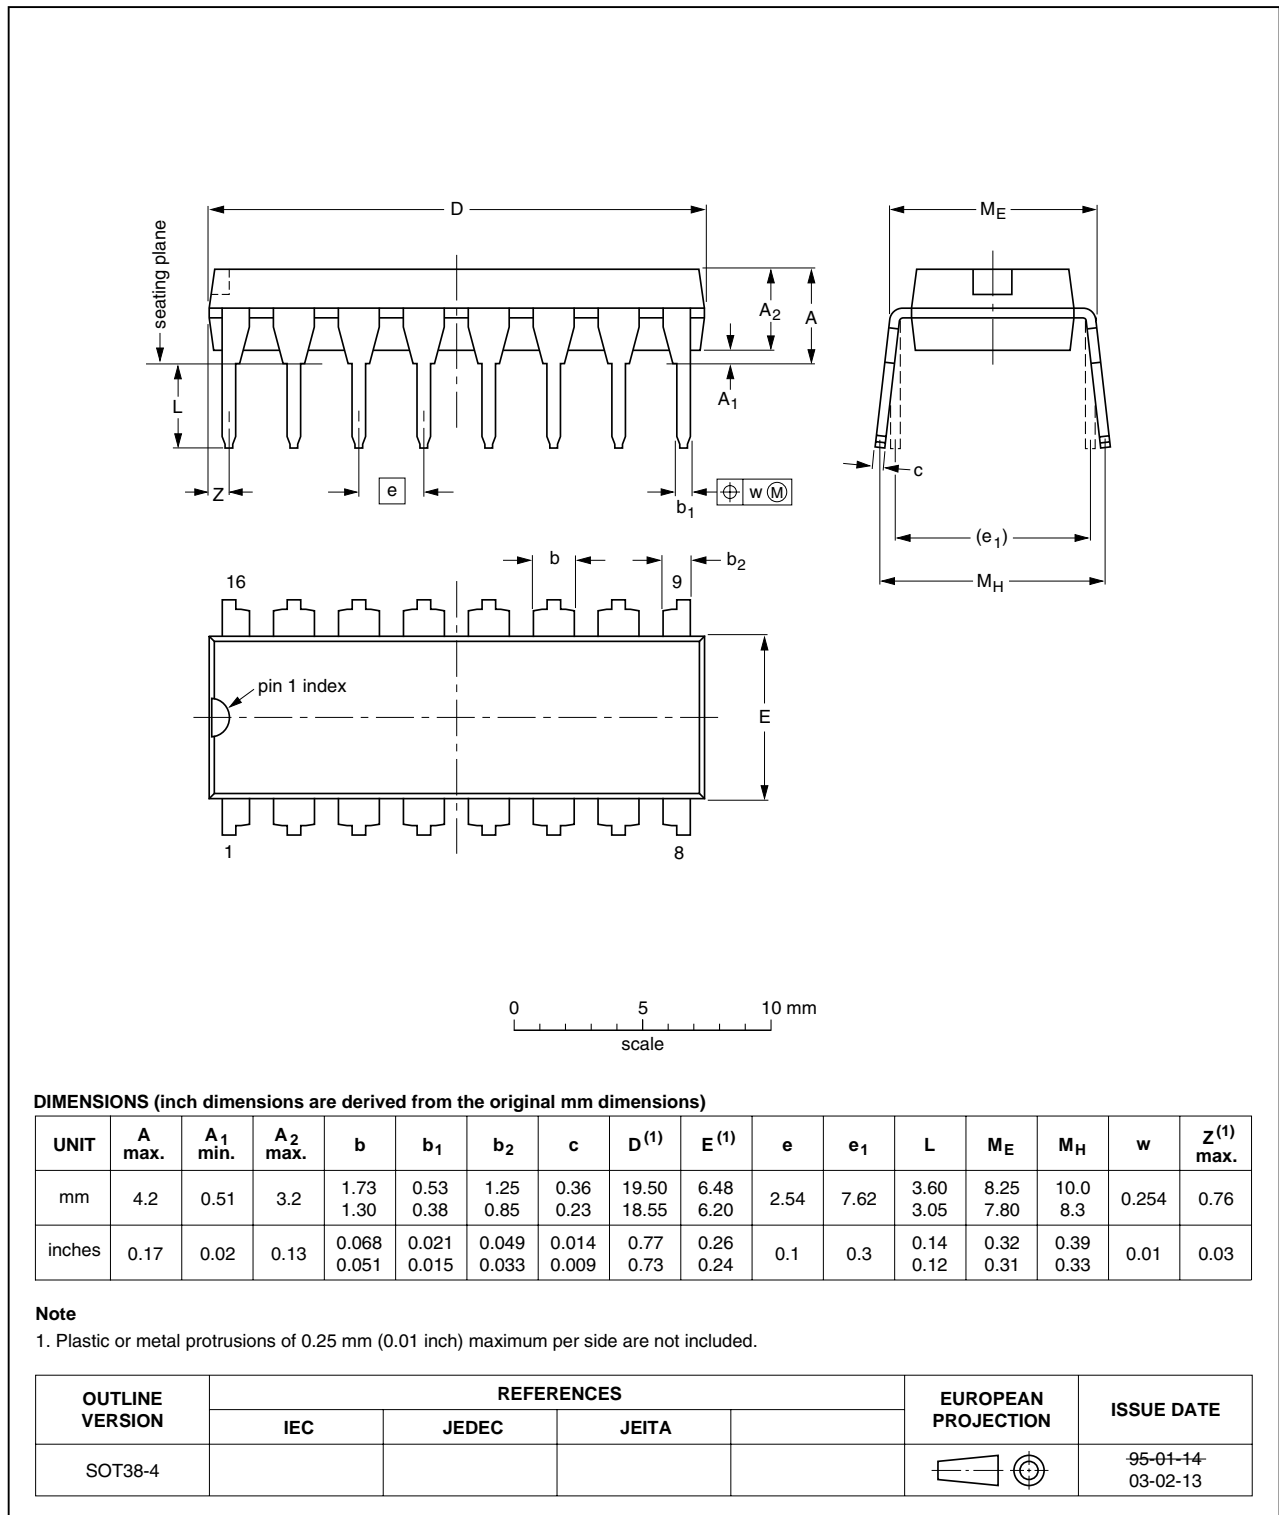 D
ME
seating plane
A2
A
L
A1
Z
e
b1
w M
c
(e1)
MH
b
b2
16
9
pin 1 index
E
1
8
0 5 10 mm
scale
DIMENSIONS (inch dimensions are derived from the original mm dimensions)
UNIT A max. A1 min. A2 max. b b1 b2 c D(1) E(1) e e1 L ME MH w Z(1) max.
mm 4.2 0.51 3.2 1.73 1.30 0.53 0.38 1.25 0.85 0.36 0.23 19.50 18.55 6.48 6.20 2.54 7.62 3.60 3.05 8.25 7.80 10.0 8.3 0.254 0.76
inches 0.17 0.02 0.13 0.068 0.051 0.021 0.015 0.049 0.033 0.014 0.009 0.77 0.73 0.26 0.24 0.1 0.3 0.14 0.12 0.32 0.31 0.39 0.33 0.01 0.03
Note
1. Plastic or metal protrusions of 0.25 mm (0.01 inch) maximum per side are not included.
OUTLINE VERSION
REFERENCES
IEC JEDEC JEITA
EUROPEAN PROJECTION
ISSUE DATE
SOT38-4
95-01-14
03-02-13